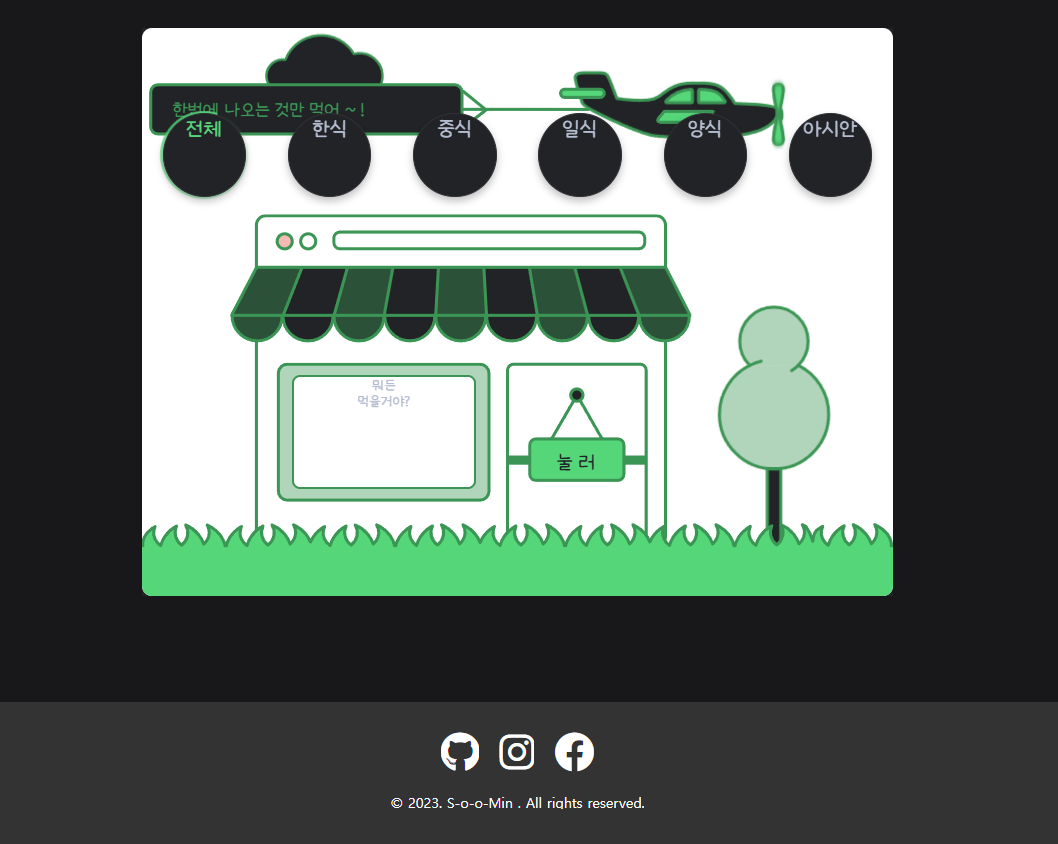 한번에 나오는 것만 먹어 ~ !
전체 한식 중식 일식 양식 아시안
뭐든
먹을거야?
눌 러
© 2023. S-o-o-Min . All rights reserved.